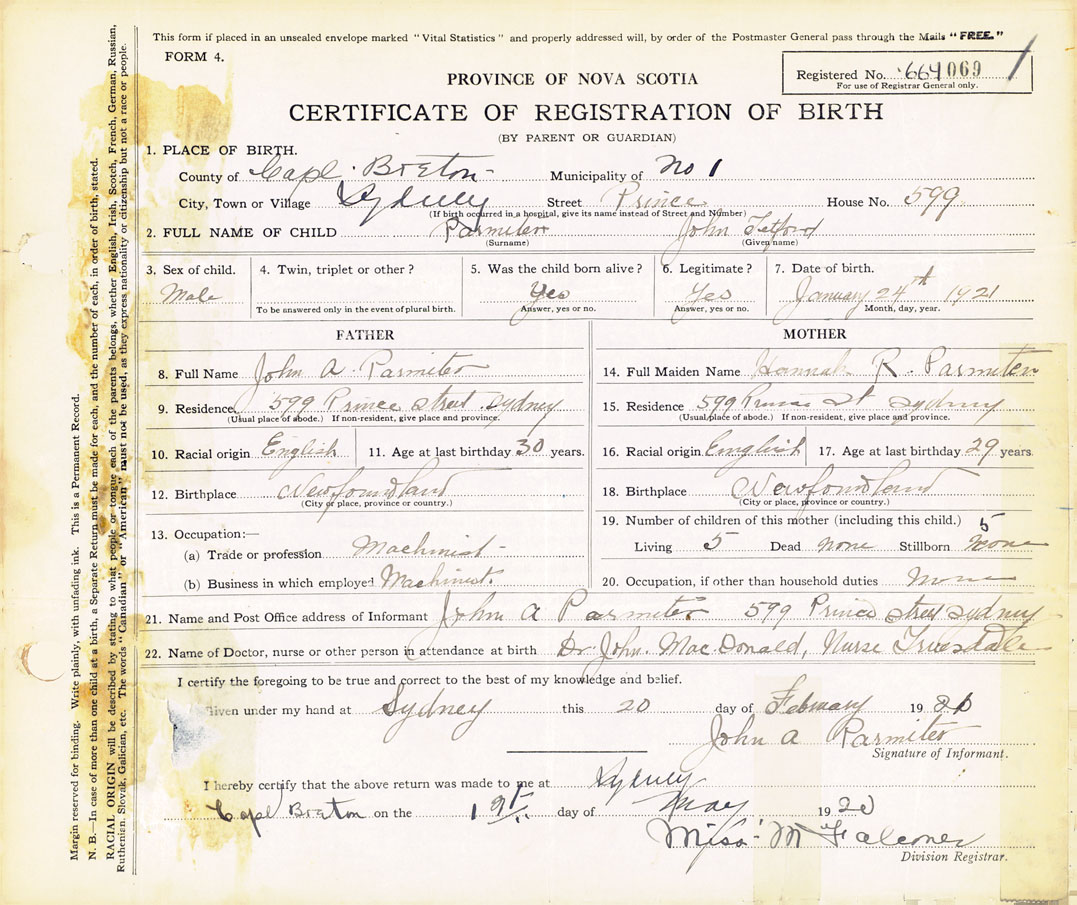 This form if placed in an unsealed envelope marked "Vital Statistics" and properly addressed will, by order of the Postmaster General pass through the Mails "FREE."
FORM 4.
Registered No. 664069
For use of Registrar General only.
PROVINCE OF NOVA SCOTIA
CERTIFICATE OF REGISTRATION OF BIRTH
(BY PARENT OR GUARDIAN)
1. PLACE OF BIRTH.
County of Cape Breton Municipality of No 1
City, Town or Village Sydney Street Prince House No. 599
(If birth occurred in a hospital, give its name instead of Street and Number)
2. FULL NAME OF CHILD Parmiter John Telford
(Surname) (Given name)
3. Sex of child. 4. Twin, triplet or other? 5. Was the child born alive? 6. Legitimate? 7. Date of birth.
Male Yes Yes January 24th 1921
To be answered only in the event of plural birth. Answer, yes or no. Answer, yes or no. Month, day, year.
FATHER MOTHER
8. Full Name John A. Parmiter 14. Full Maiden Name Hannah R. Parmiter
9. Residence 599 Prince street Sydney 15. Residence 599 Prince St Sydney
(Usual place of abode.) If non-resident, give place and province. (Usual place of abode.) If non-resident, give place and province.
10. Racial origin English 11. Age at last birthday 30 years. 16. Racial origin English 17. Age at last birthday 29 years
12. Birthplace Newfoundland 18. Birthplace Newfoundland
(City or place, province or country.) (City or place, province or country.)
13. Occupation:— 19. Number of children of this mother (including this child.) 5
(a) Trade or profession Machinist Living 5 Dead none Stillborn none
(b) Business in which employed Machinist. 20. Occupation, if other than household duties None
21. Name and Post Office address of Informant John A Parmiter 599 Prince street Sydney
22. Name of Doctor, nurse or other person in attendance at birth Dr. John. Mac.Donald, Nurse Truesdale
I certify the foregoing to be true and correct to the best of my knowledge and belief.
Given under my hand at Sydney this 20 day of February 19
John A Parmiter
Signature of Informant.
I hereby certify that the above return was made to me at Sydney
Cape Breton on the day of May 1920
Miss M Falconer
Division Registrar.
Margin reserved for binding. Write plainly, with unfading ink. This is a Permanent Record.
N. B.—In case of more than one child at a birth, a Separate Return must be made for each, and the number of each, in order of birth, stated.
RACIAL ORIGIN will be described by stating to what people or tongue each of the parents belongs, whether English, Irish, Scotch, French, German, Russian,
Ruthenian, Slovak, Galician, etc. The words "Canadian" or "American" must not be used, as they express nationality or citizenship but not a race or people.